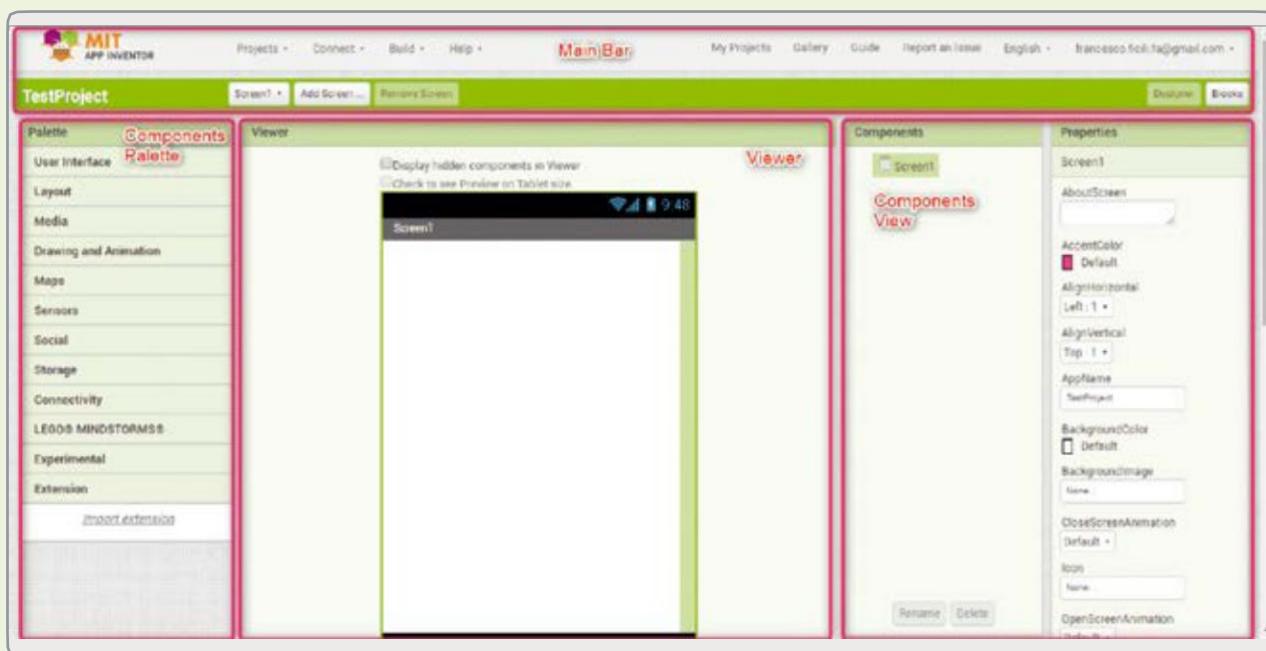 MIT
APP INVENTOR
Projects
Connect
Build
Help
Main Bar
My Projects
Gallery
Guide
Report an Issue
English
TestProject
Screen1
Add Screen ...
Remove Screen
Designer
Blocks
Palette
Components
Palette
User Interface
Layout
Media
Drawing and Animation
Maps
Sensors
Social
Storage
Connectivity
LEGO® MINDSTORMS®
Experimental
Extension
Import extension
Viewer
Viewer
Display hidden components in Viewer
Check to see Preview on Tablet size.
9:48
Screen1
Components
Screen1
Components
View
Rename
Delete
Properties
Screen1
AboutScreen
AccentColor
Default
AlignHorizontal
Left : 1
AlignVertical
Top : 1
AppName
TestProject
BackgroundColor
Default
BackgroundImage
None
CloseScreenAnimation
Default
Icon
None
OpenScreenAnimation
Default